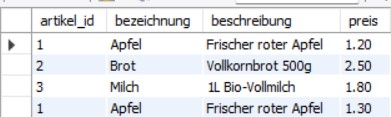 artikel_id bezeichnung beschreibung preis
1 Apfel Frischer roter Apfel 1.20
2 Brot Vollkornbrot 500g 2.50
3 Milch 1L Bio-Vollmilch 1.80
1 Apfel Frischer roter Apfel 1.30